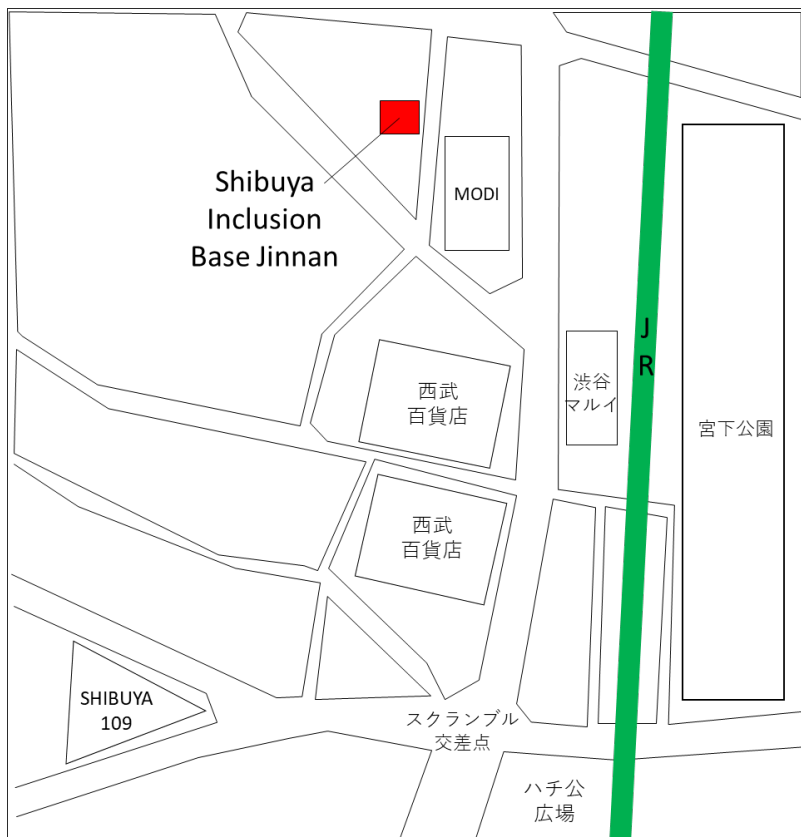 Shibuya
Inclusion
Base Jinnan
MODI
J
R
西武
百貨店
渋谷
マルイ
宮下公園
西武
百貨店
SHIBUYA
109
スクランブル
交差点
ハチ公
広場